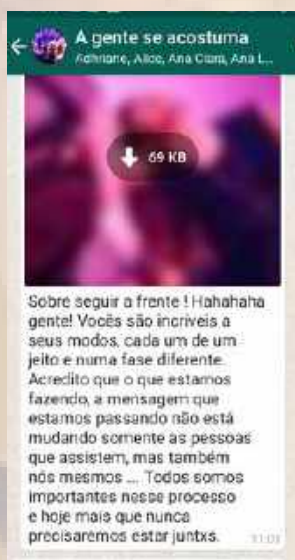 A gente se acostuma
Adhriane, Alice, Ana Clara, Ana L...
69 KB
Sobre seguir a frente ! Hahahaha
gente! Vocês são incríveis a
seus modos, cada um de um
jeito e numa fase diferente.
Acredito que o que estamos
fazendo, a mensagem que
estamos passando não está
mudando somente as pessoas
que assistem, mas também
nós mesmos .... Todos somos
importantes nesse processo
e hoje mais que nunca
precisaremos estar juntxs.